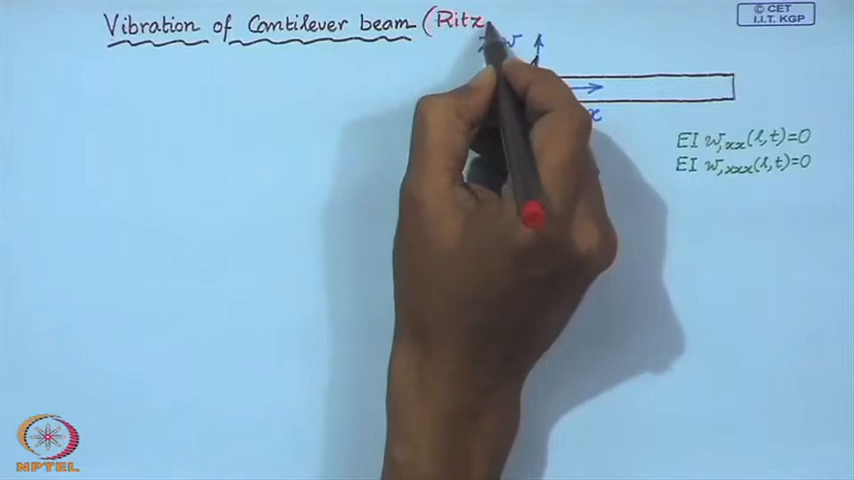 Vibration of Cantilever beam (Ritz
© CET
I.I.T. KGP
w
x
EI w,xx(l,t)=0
EI w,xxx(l,t)=0
NPTEL